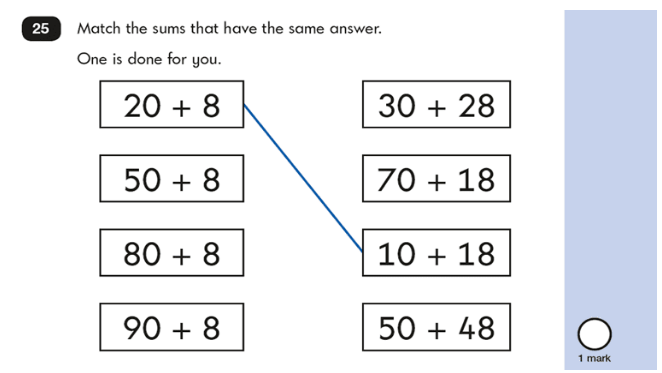 25 Match the sums that have the same answer.
One is done for you.
20 + 8 30 + 28
50 + 8 70 + 18
80 + 8 10 + 18
90 + 8 50 + 48
1 mark